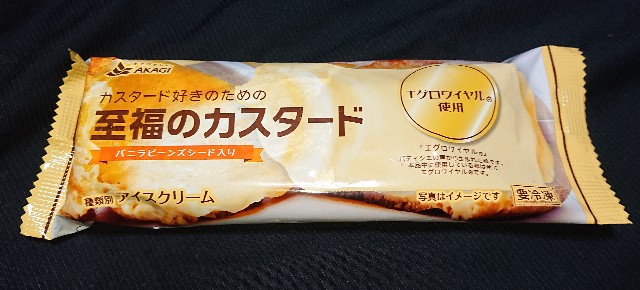 AKAGI
カスタード好きのための
至福のカスタード
バニラビーンズシード入り
種類別 アイスクリーム
エグロワイヤル®
使用
「エグロワイヤル®」
写真はイメージです
要冷凍